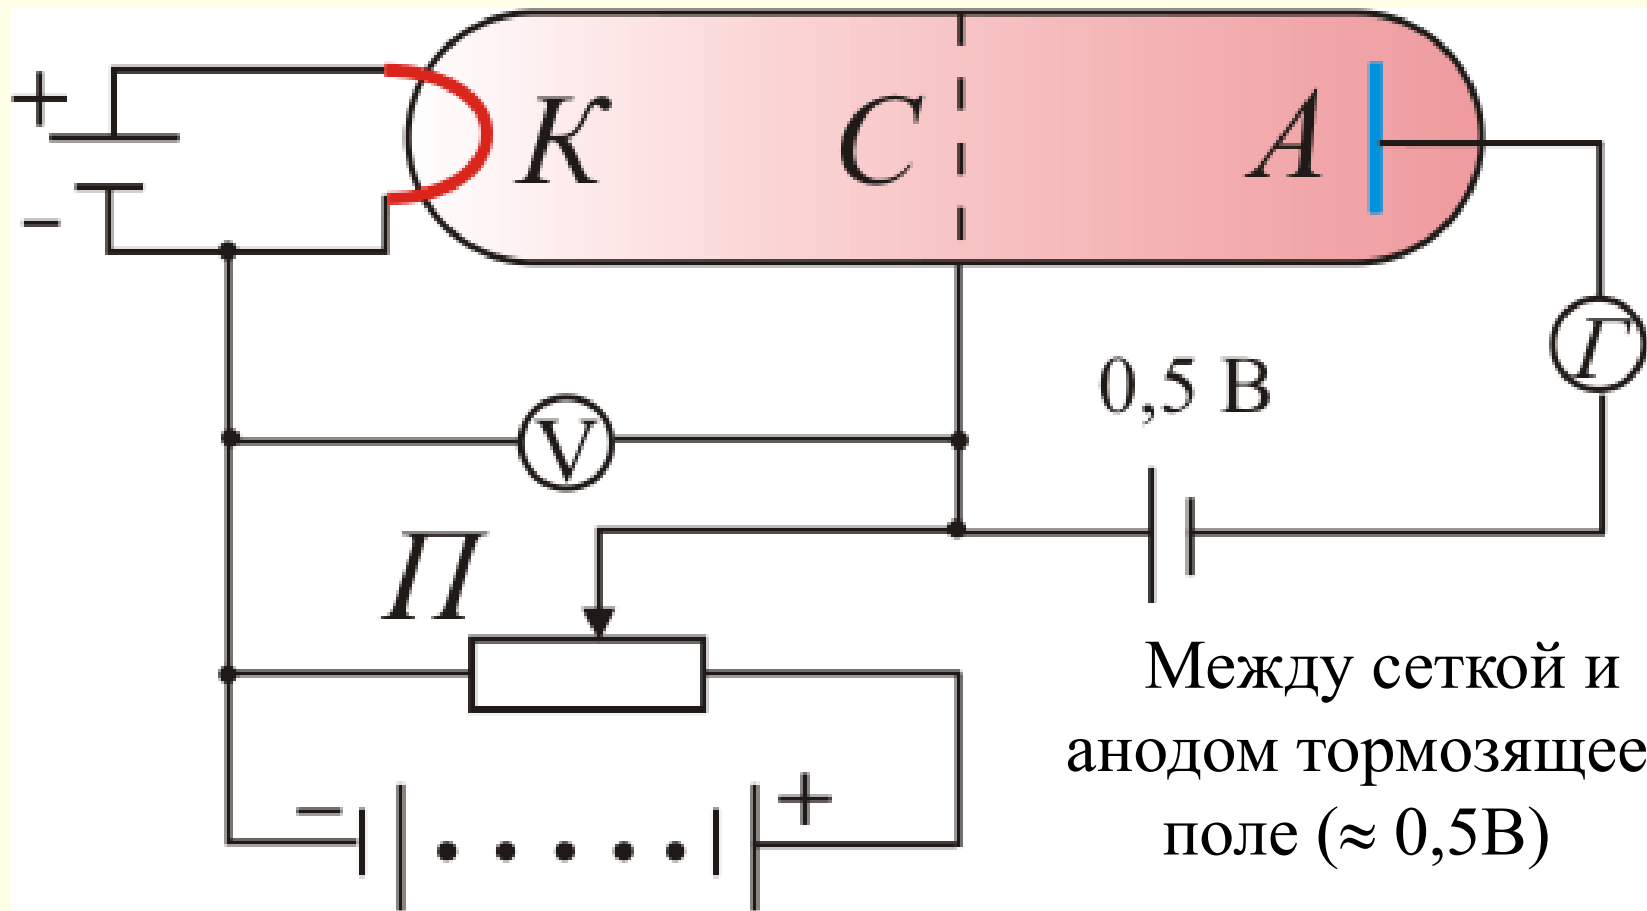 +
–
К
С
А
Г
0,5 В
V
П
Между сеткой и
анодом тормозящее
поле (≈ 0,5В)
–
+